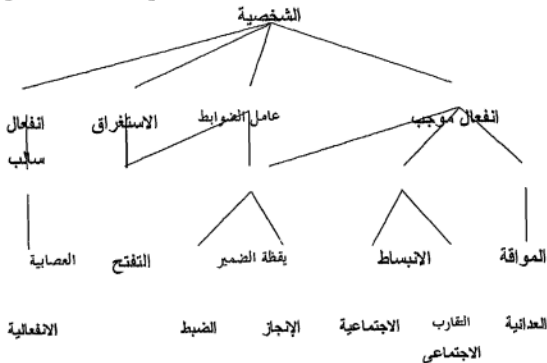 الشخصية
انفعال سالب
الاستغراق
عامل الضوابط
انفعال موجب
العصابية
التفتح
يقظة الضمير
الانبساط
المواقة
الانفعالية
الضبط
الإنجاز
الاجتماعية
التقارب الاجتماعي
العدانية